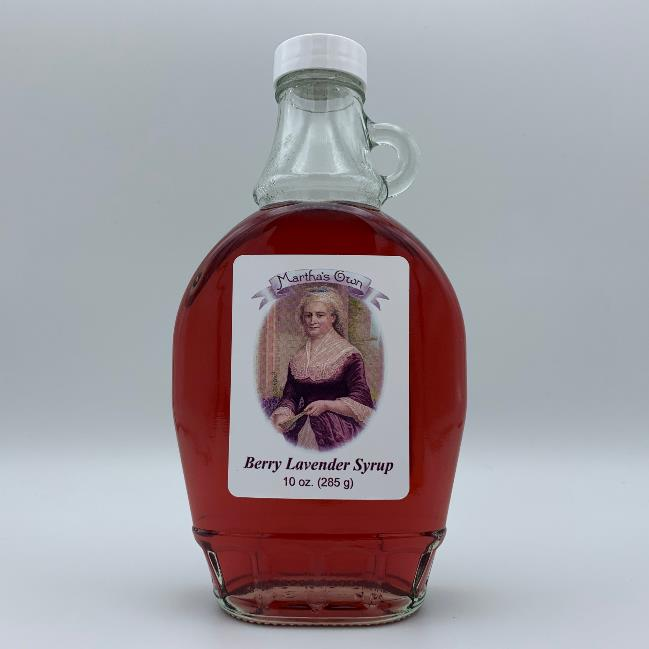 Martha's Own
Berry Lavender Syrup
10 oz. (285 g)